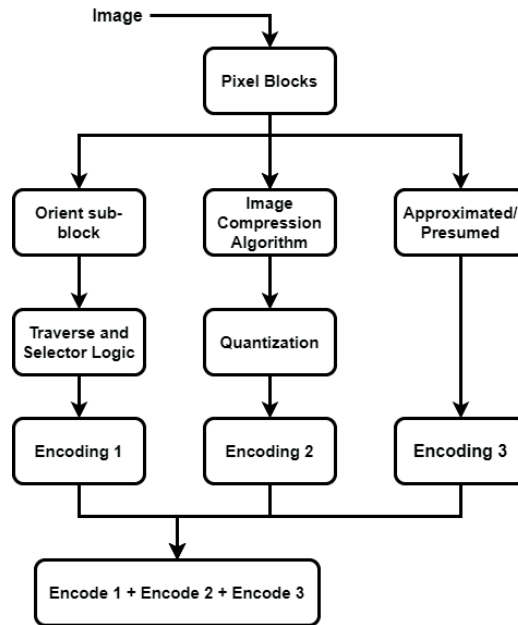 Image
Pixel Blocks
Orient sub-
block
Image
Compression
Algorithm
Approximated/
Presumed
Traverse and
Selector Logic
Quantization
Encoding 1
Encoding 2
Encoding 3
Encode 1 + Encode 2 + Encode 3